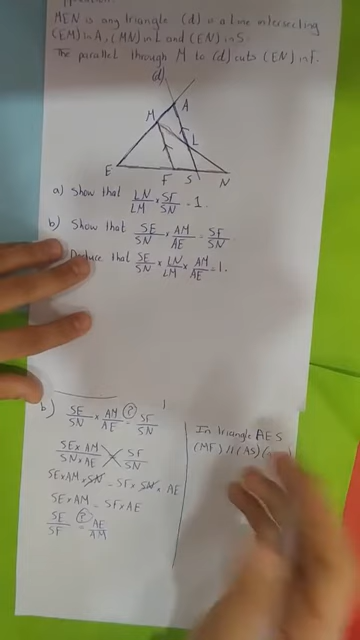 MEN is any triangle (d) is a line intersecting
(EM) in A, (MN) in L and (EN) in S.
The parallel through M to (d) cuts (EN) in F.
(d)
A
M
L
E F S N
a) Show that LN/LM × SF/SN = 1.
b) Show that SE/SN × AM/AE = SF/SN
Deduce that SE/SN × LN/LM × AM/AE = 1.
b) SE/SN × AM/AE =(?) SF/SN
SE×AM/SN×AE SF/SN
SE×AM×SN = SF×SN×AE
SE×AM = SF×AE
SE/SF =(?) AE/AM
In triangle AES
(MF) // (AS)